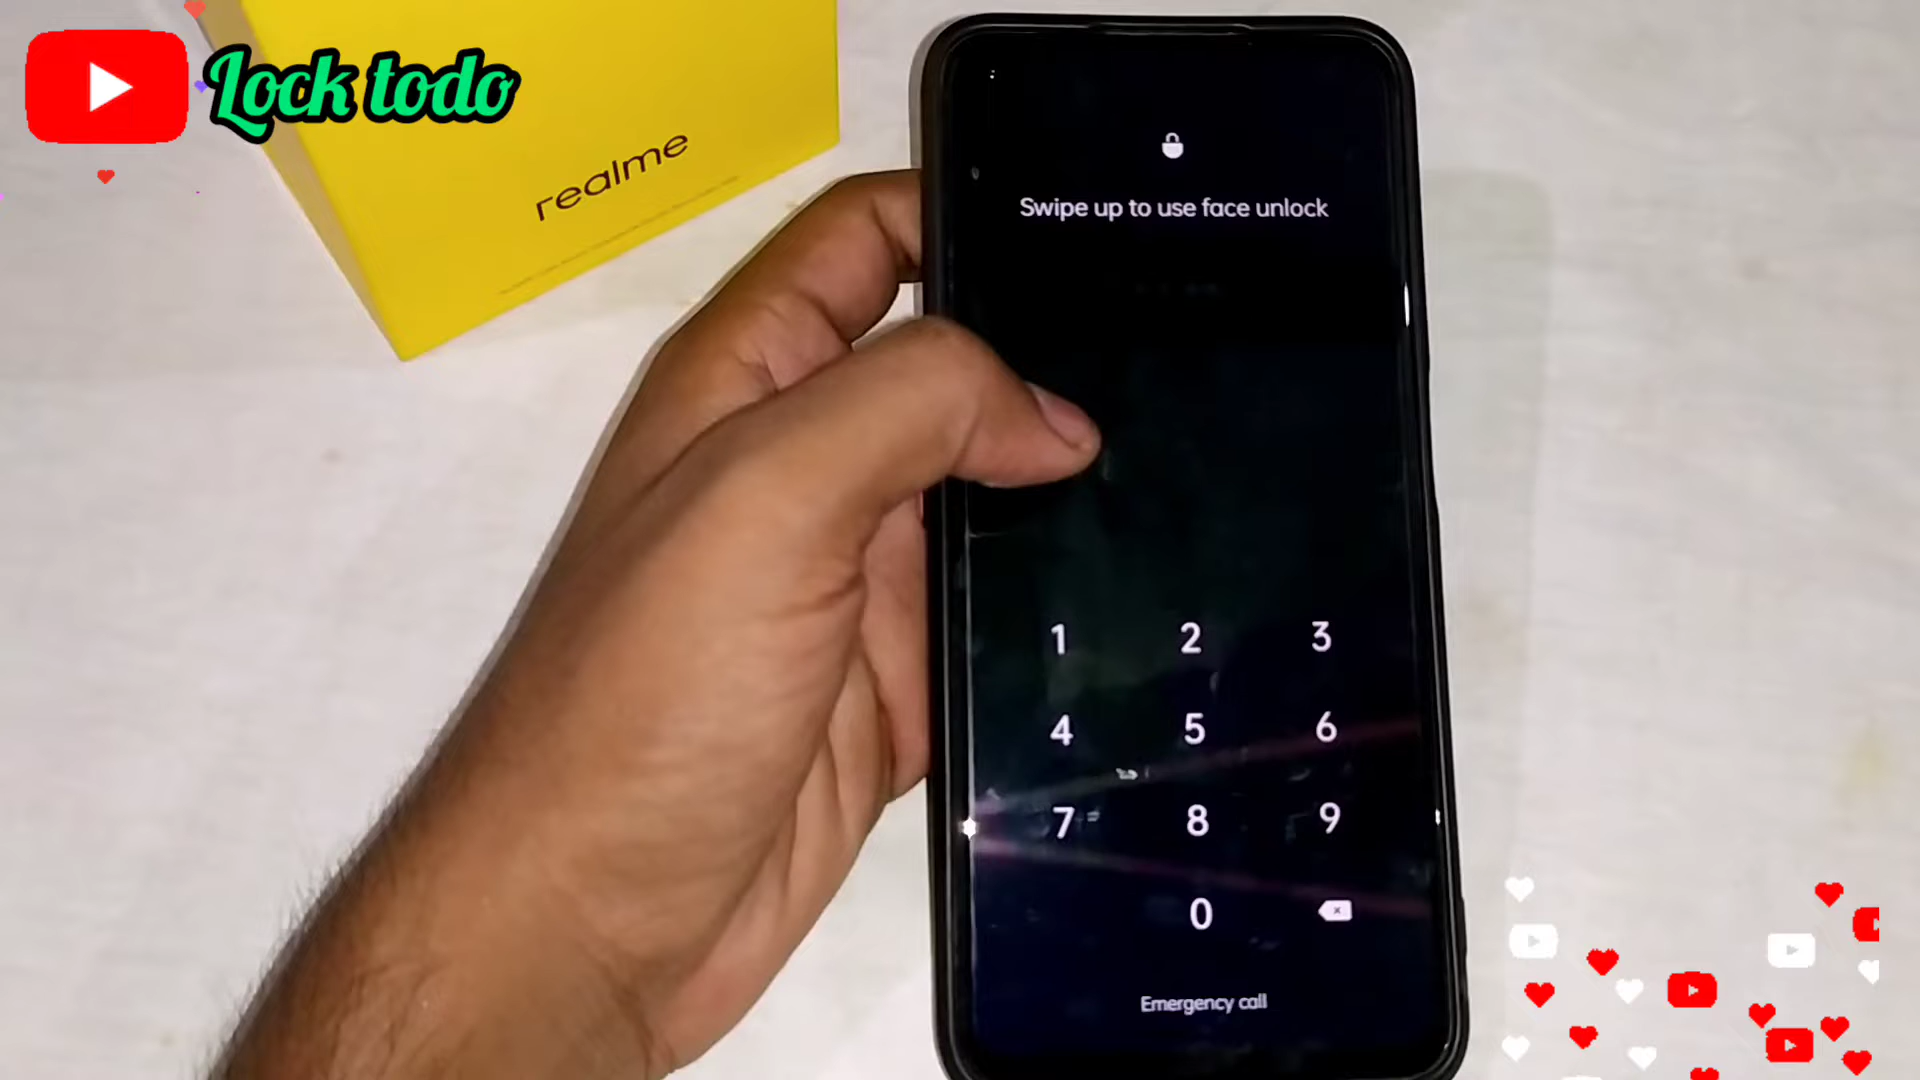 Lock todo
realme
Swipe up to use face unlock
1 2 3
4 5 6
7 8 9
0
Emergency call